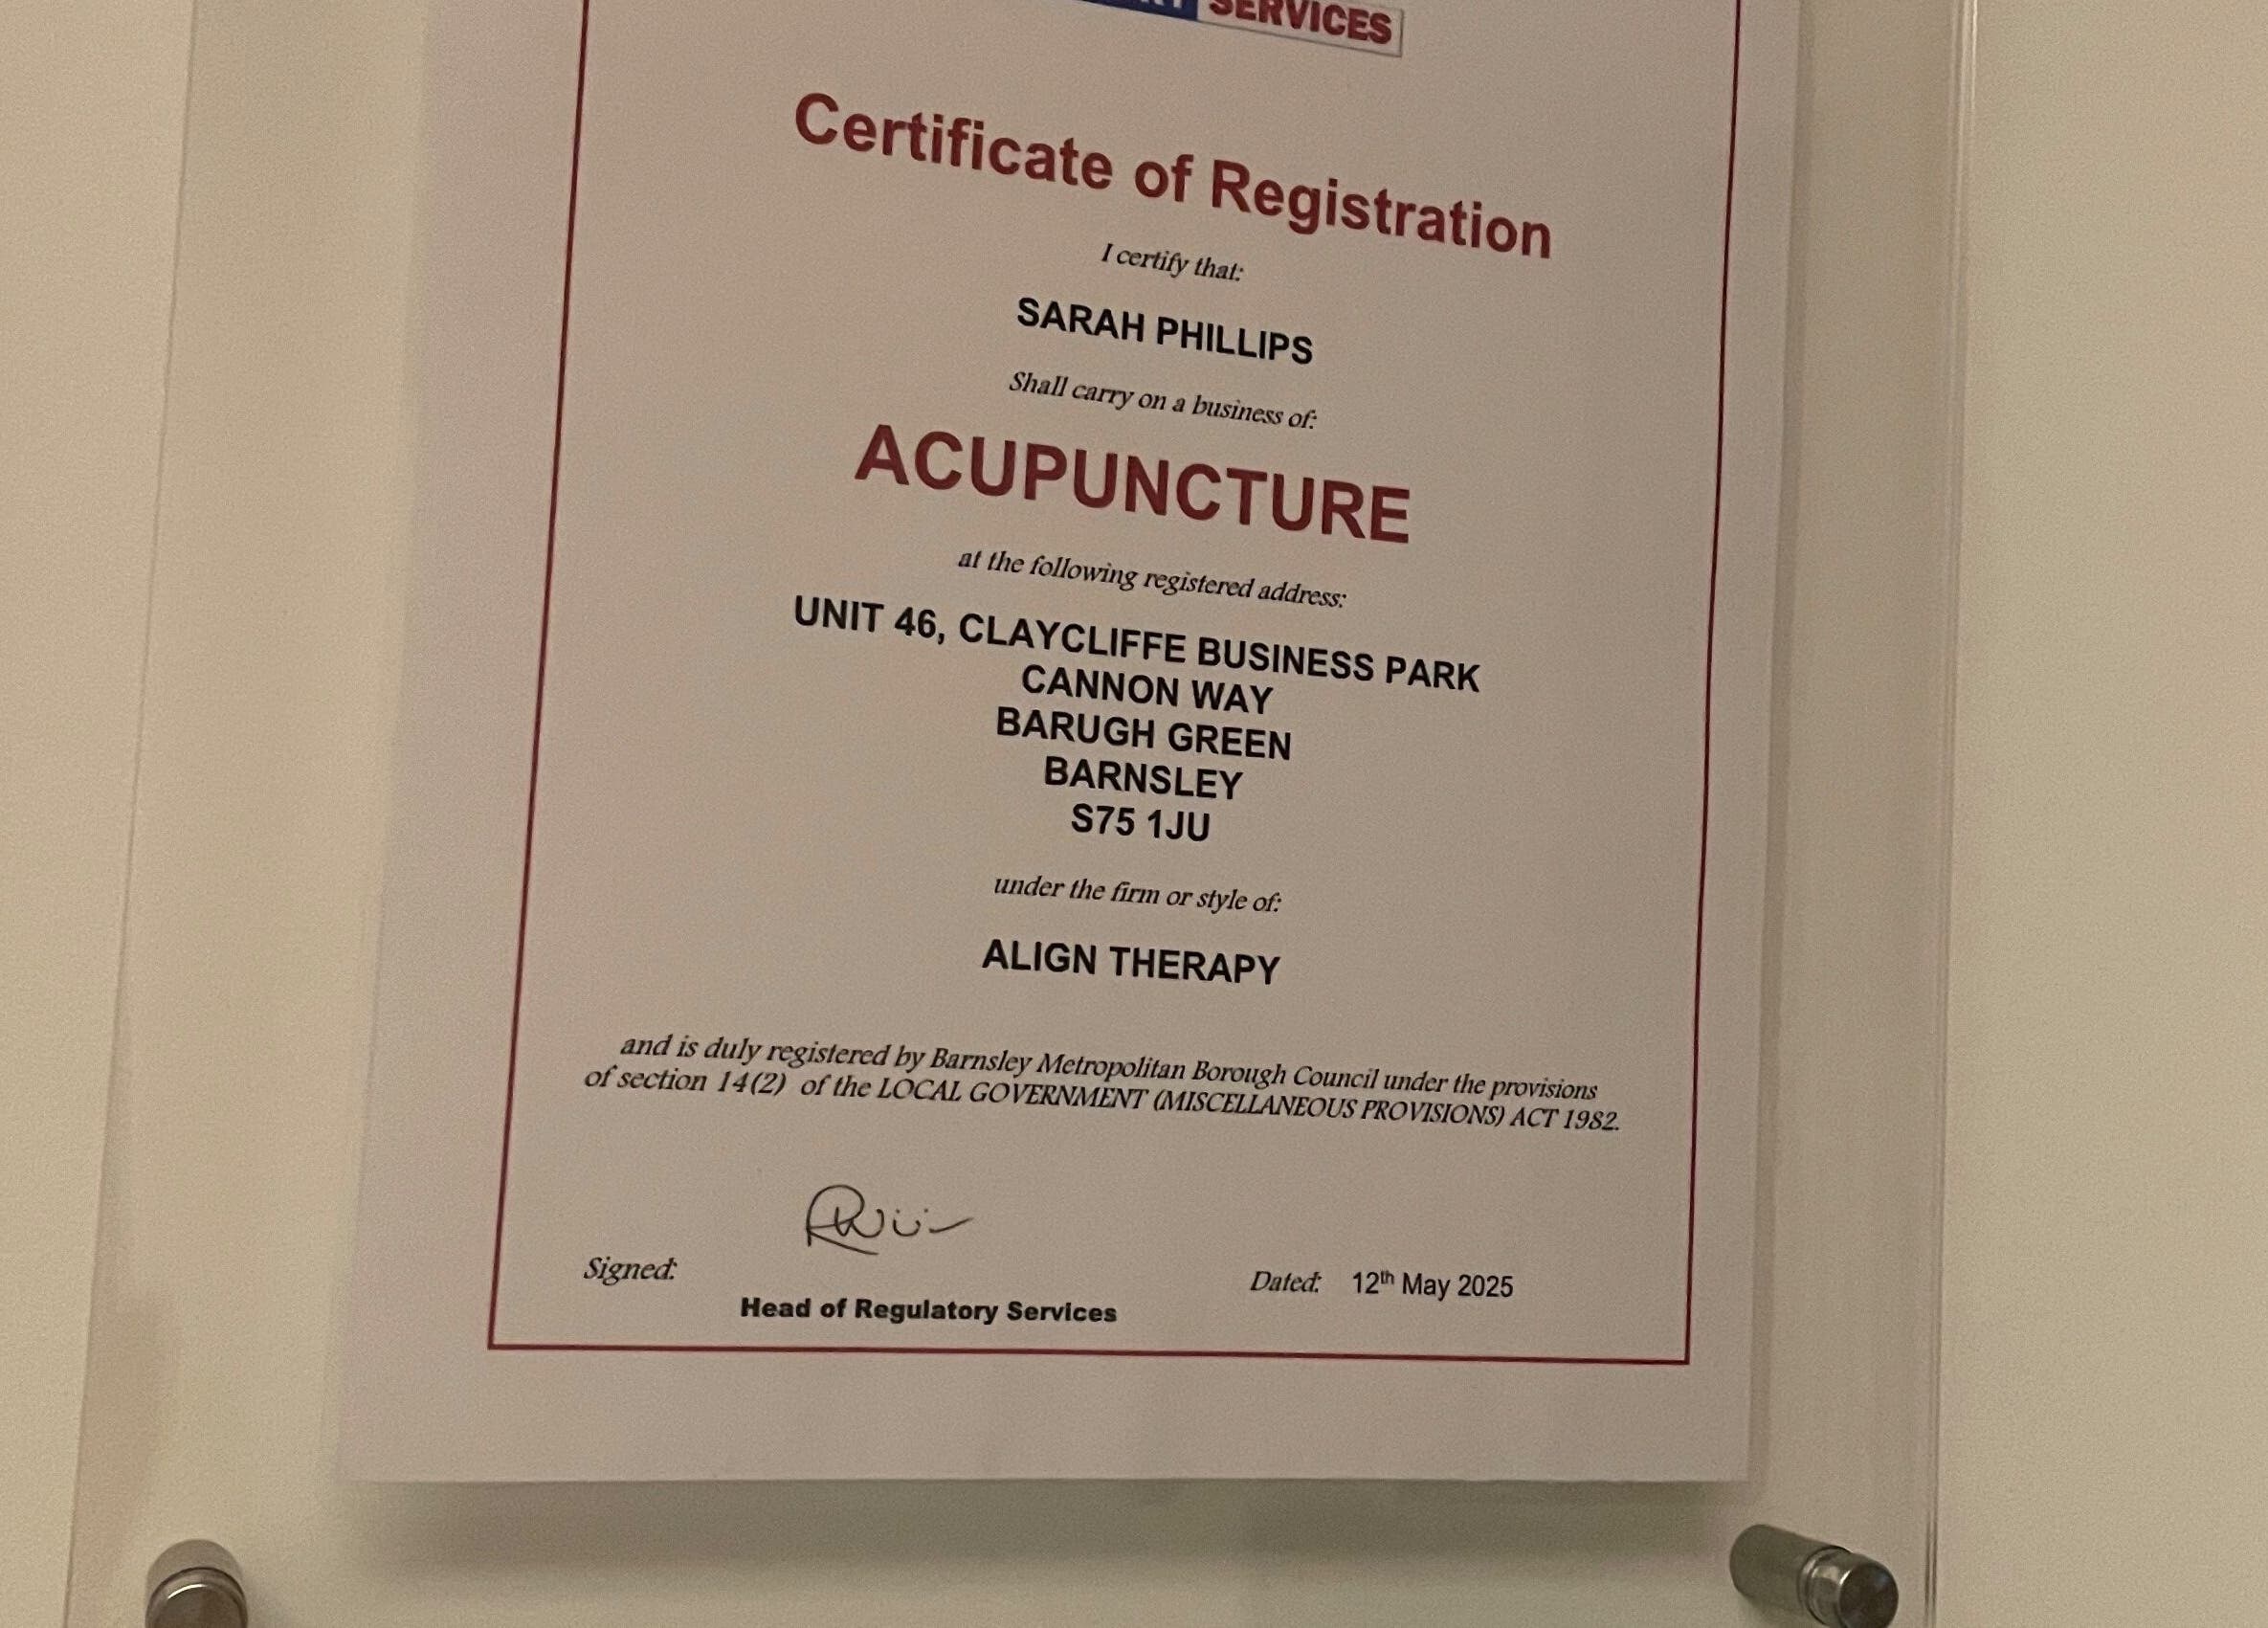 SERVICES
Certificate of Registration
I certify that:
SARAH PHILLIPS
Shall carry on a business of:
ACUPUNCTURE
at the following registered address:
UNIT 46, CLAYCLIFFE BUSINESS PARK
CANNON WAY
BARUGH GREEN
BARNSLEY
S75 1JU
under the firm or style of:
ALIGN THERAPY
and is duly registered by Barnsley Metropolitan Borough Council under the provisions
of section 14(2) of the LOCAL GOVERNMENT (MISCELLANEOUS PROVISIONS) ACT 1982.
Signed:
Dated: 12th May 2025
Head of Regulatory Services